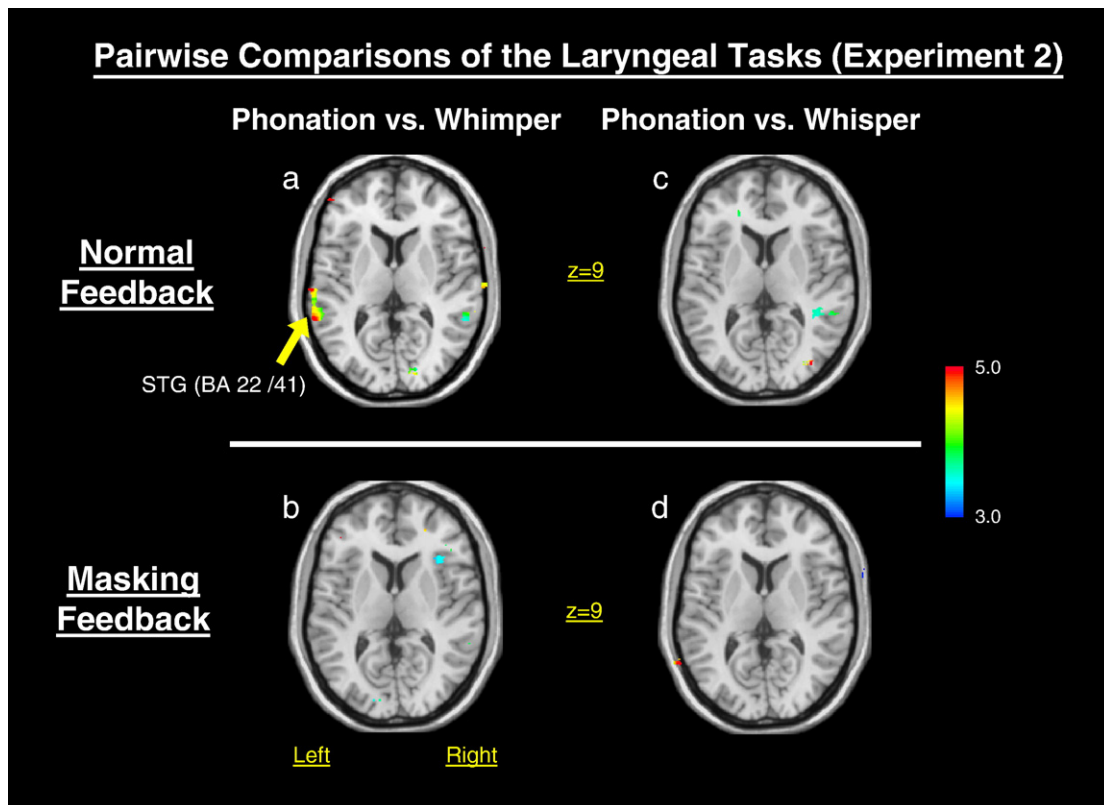 Pairwise Comparisons of the Laryngeal Tasks (Experiment 2)
Phonation vs. Whimper
Phonation vs. Whisper
a
c
Normal
Feedback
z=9
STG (BA 22 /41)
5.0
3.0
b
d
Masking
Feedback
z=9
Left
Right